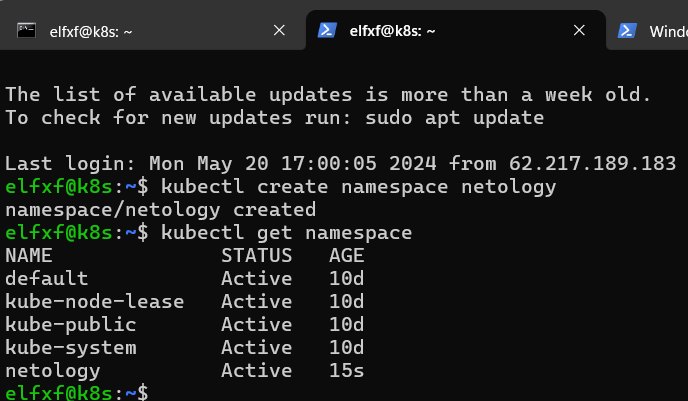 elfxf@k8s: ~
elfxf@k8s: ~
Windo
The list of available updates is more than a week old.
To check for new updates run: sudo apt update
Last login: Mon May 20 17:00:05 2024 from 62.217.189.183
elfxf@k8s:~$ kubectl create namespace netology
namespace/netology created
elfxf@k8s:~$ kubectl get namespace
NAME STATUS AGE
default Active 10d
kube-node-lease Active 10d
kube-public Active 10d
kube-system Active 10d
netology Active 15s
elfxf@k8s:~$